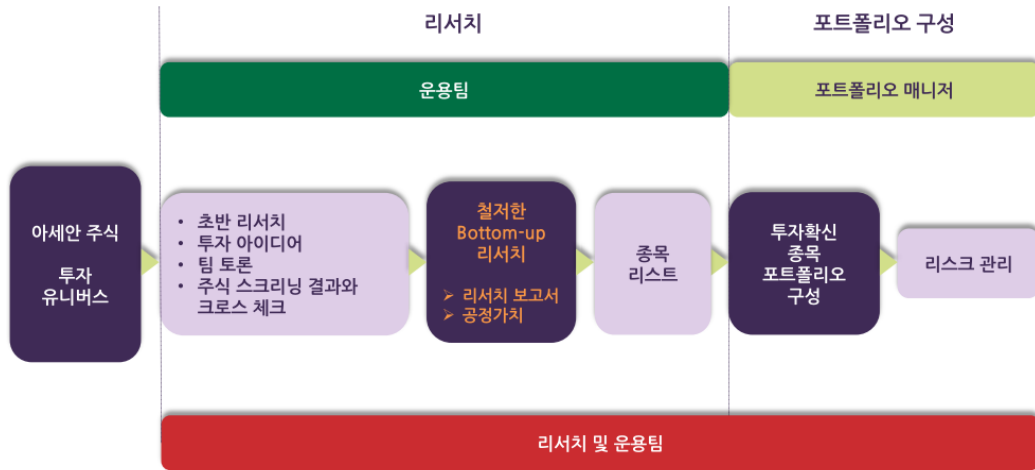 리서치
포트폴리오 구성
운용팀
포트폴리오 매니저
아세안 주식
투자
유니버스
• 초반 리서치
• 투자 아이디어
• 팀 토론
• 주식 스크리닝 결과와
크로스 체크
철저한
Bottom-up
리서치
➢ 리서치 보고서
➢ 공정가치
종목
리스트
투자확신
종목
포트폴리오
구성
리스크 관리
리서치 및 운용팀